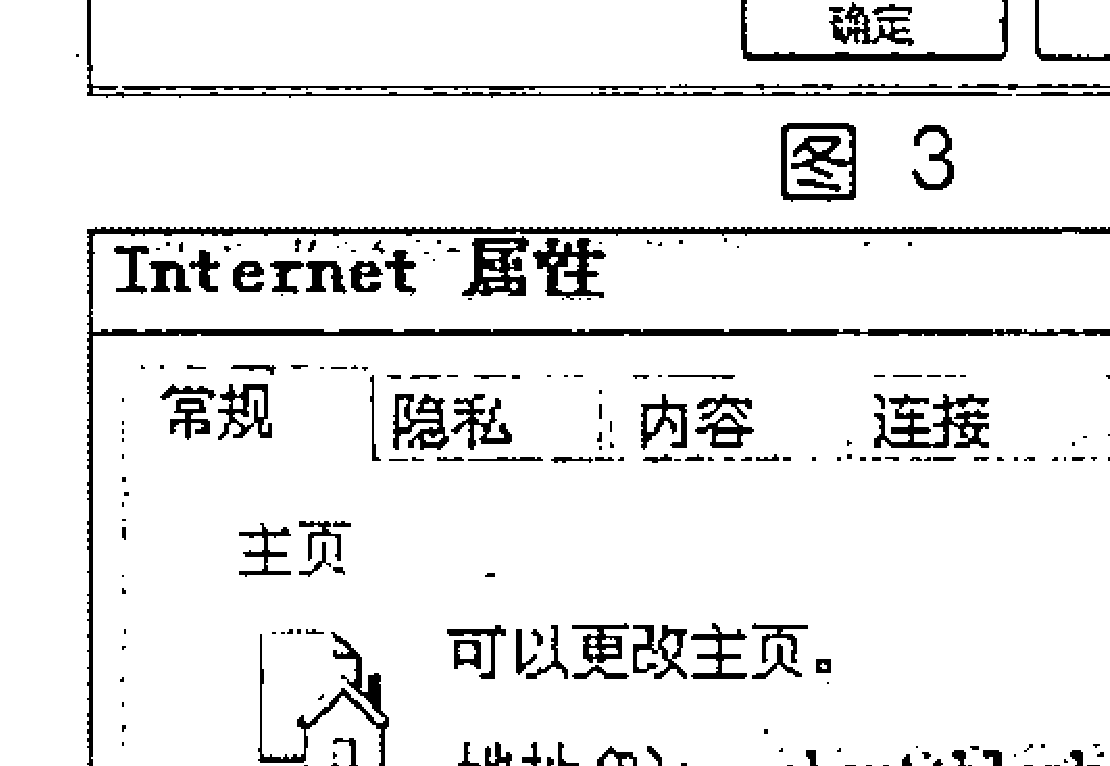 确定
图 3
Internet 属性
常规 隐私 内容 连接
主页
可以更改主页。